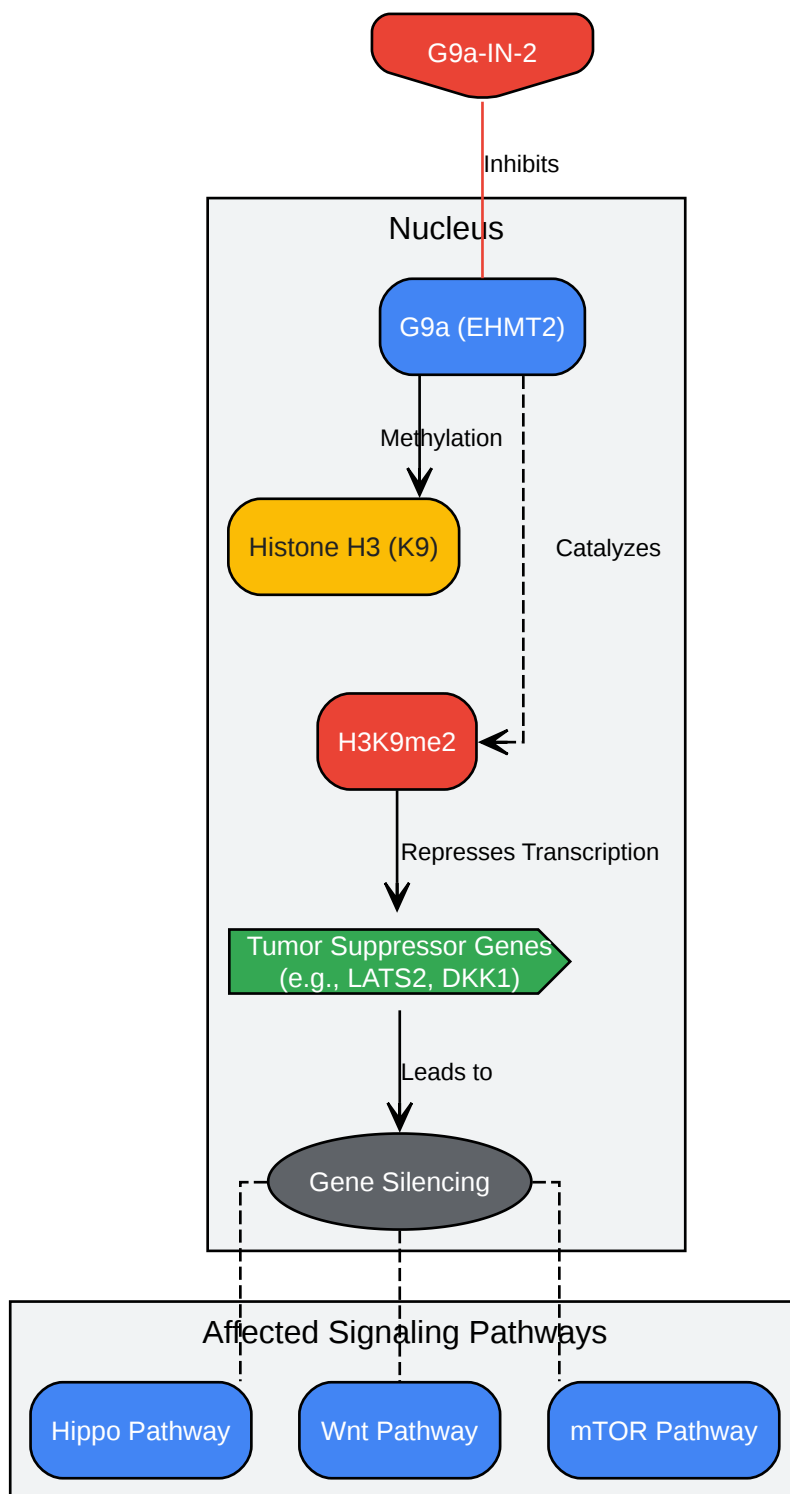 G9a-IN-2
Inhibits
Nucleus
G9a (EHMT2)
Methylation
Histone H3 (K9)
Catalyzes
H3K9me2
Represses Transcription
Tumor Suppressor Genes
(e.g., LATS2, DKK1)
Leads to
Gene Silencing
Affected Signaling Pathways
Hippo Pathway
Wnt Pathway
mTOR Pathway